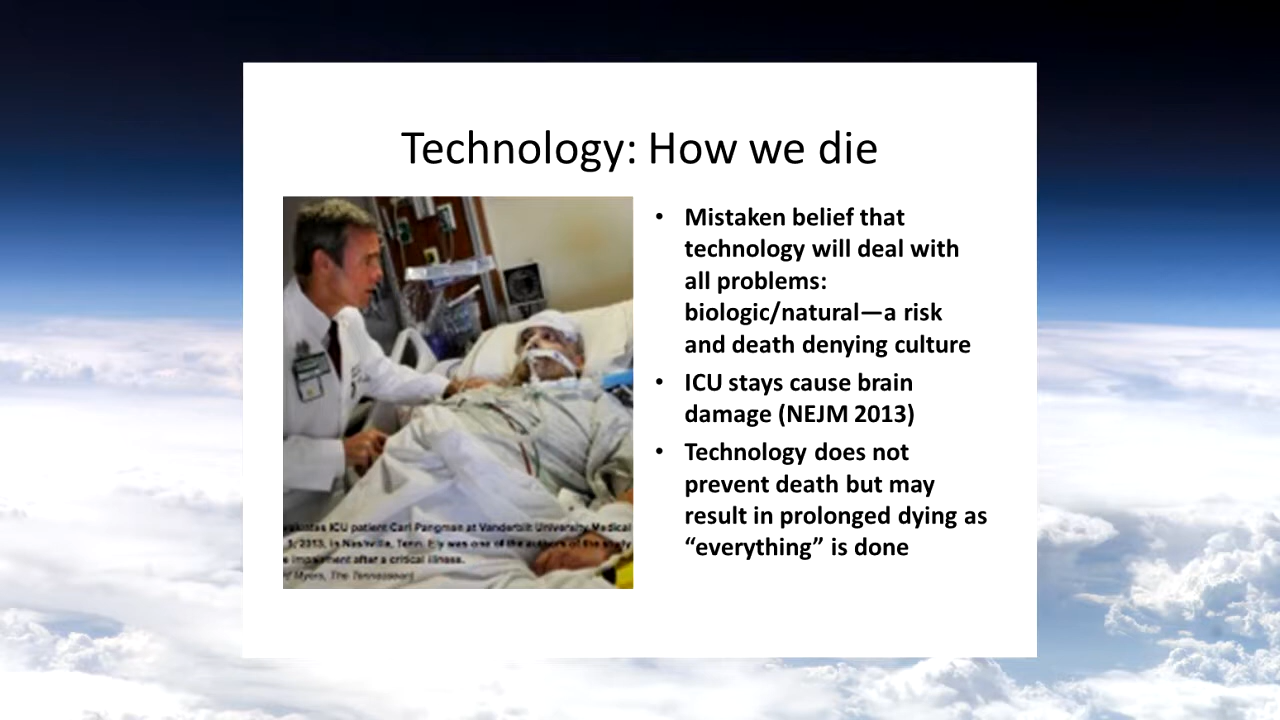 Technology: How we die
• Mistaken belief that
technology will deal with
all problems:
biologic/natural—a risk
and death denying culture
• ICU stays cause brain
damage (NEJM 2013)
• Technology does not
prevent death but may
result in prolonged dying as
“everything” is done
ICU patient Carl Pangman at Vanderbilt University Medical
2013, in Nashville, Tenn. Ely was one of the authors of the study
impairment after a critical illness.
Myers, The Tennessean